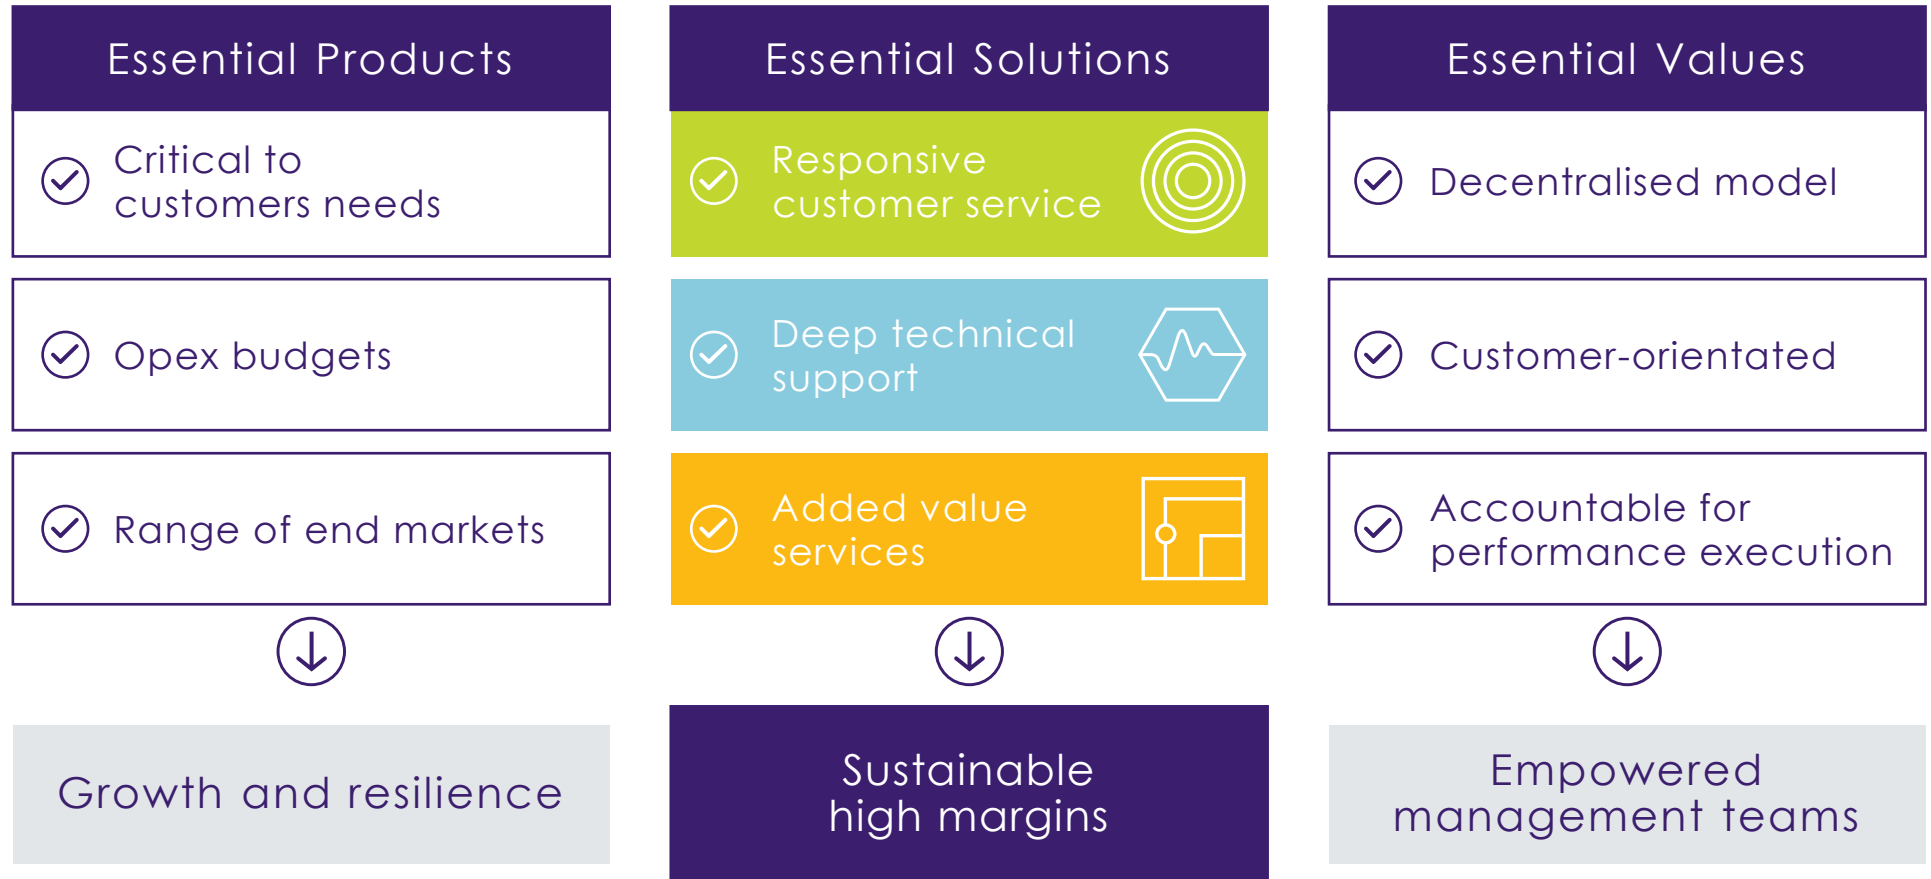 Essential Products
Critical to
customers needs
Opex budgets
Range of end markets
Growth and resilience
Essential Solutions
Responsive
customer service
Deep technical
support
Added value
services
Sustainable
high margins
Essential Values
Decentralised model
Customer-orientated
Accountable for
performance execution
Empowered
management teams